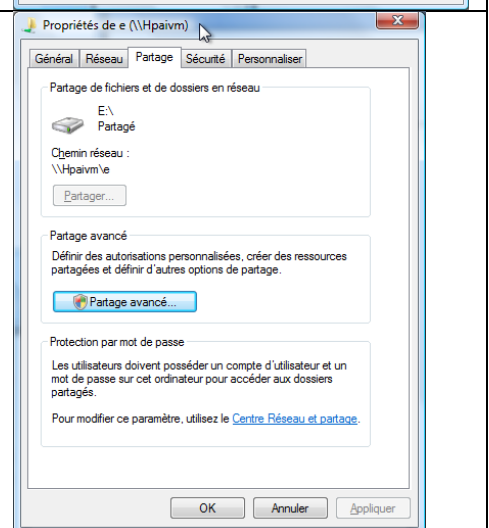 Propriétés de e (\\Hpaivm)
Général Réseau Partage Sécurité Personnaliser
Partage de fichiers et de dossiers en réseau
E:\
Partagé
Chemin réseau :
\\Hpaivm\e
Partager...
Partage avancé
Définir des autorisations personnalisées, créer des ressources
partagées et définir d'autres options de partage.
Partage avancé...
Protection par mot de passe
Les utilisateurs doivent posséder un compte d'utilisateur et un
mot de passe sur cet ordinateur pour accéder aux dossiers
partagés.
Pour modifier ce paramètre, utilisez le Centre Réseau et partage.
OK Annuler Appliquer